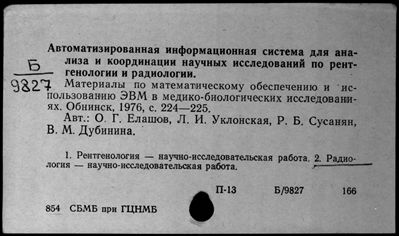 Автоматизированная информационная система для ана-
лиза и координации научных исследований по рент-
генологии и радиологии.
Б
9827
Материалы по математическому обеспечению и ис-
пользованию ЭВМ в медико-биологических исследовани-
ях. Обнинск, 1976, с. 224—225.
Авт.: О. Г. Елашов, Л. И. Уклонская, Р. Б. Сусанян,
В. М. Дубинина.
1. Рентгенология — научно-исследовательская работа. 2. Радио-
логия — научно-исследовательская работа.
П-13 Б/9827 166
854 СБМБ при ГЦНМБ